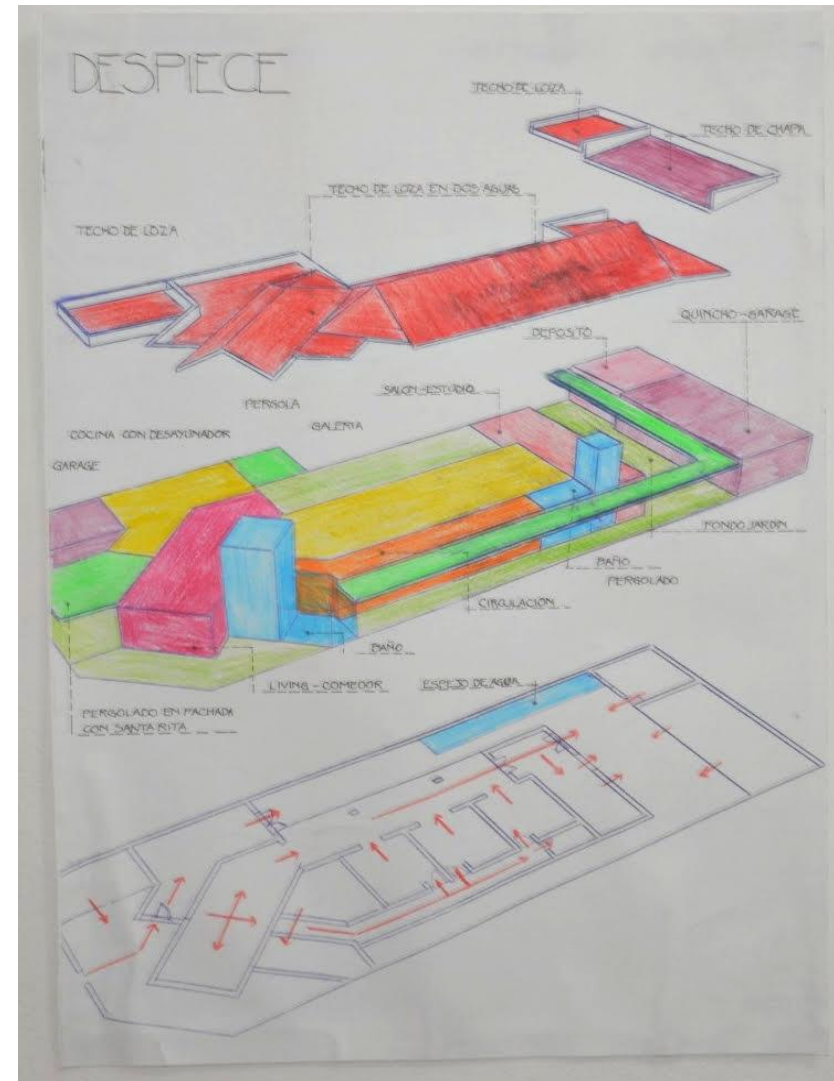 DESPIECE
TECHO DE LOZA
TECHO DE CHAPA
TECHO DE LOZA EN DOS AGUAS
TECHO DE LOZA
QUINCHO-GARAGE
DEPOSITO
SALON-ESTUDIO
PERGOLA
GALERIA
COCINA CON DESAYUNADOR
GARAGE
FONDO JARDIN
BAÑO
PERGOLADO
CIRCULACIÓN
BAÑO
LIVING-COMEDOR
ESPEJO DE AGUA
PERGOLADO EN FACHADA
CON SANTA RITA